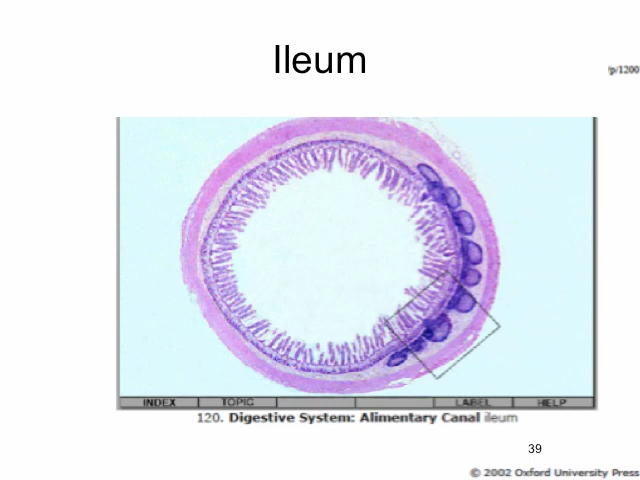 Ileum
/p/1200
INDEX TOPIC LABEL HELP
120. Digestive System: Alimentary Canal ileum
39
© 2002 Oxford University Press